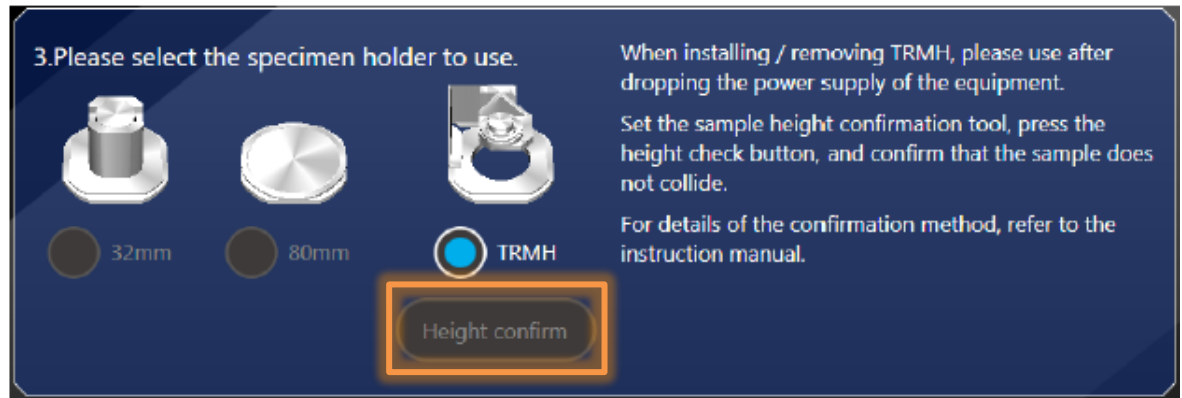 3.Please select the specimen holder to use.
32mm
80mm
TRMH
Height confirm
When installing / removing TRMH, please use after
dropping the power supply of the equipment.
Set the sample height confirmation tool, press the
height check button, and confirm that the sample does
not collide.
For details of the confirmation method, refer to the
instruction manual.